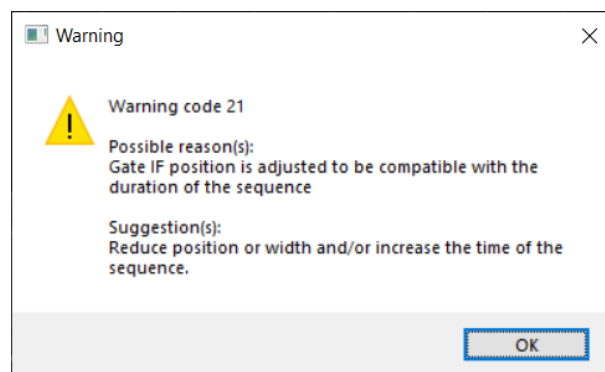 Warning
Warning code 21
Possible reason(s):
Gate IF position is adjusted to be compatible with the
duration of the sequence
Suggestion(s):
Reduce position or width and/or increase the time of the
sequence.
OK